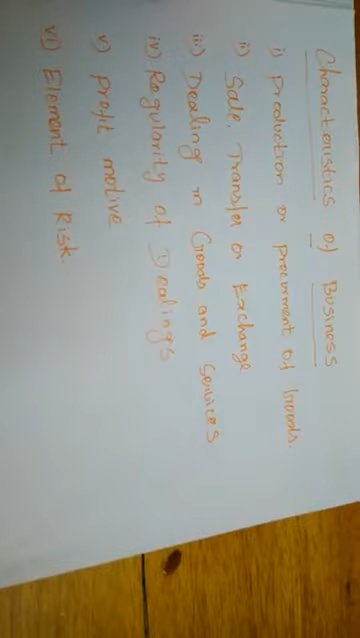 Characteristics of Business
i) Production or Procurment of Goods.
ii) Sale, Transfer or Exchange
iii) Dealing in Goods and Services
iv) Regularity of Dealings
v) Profit motive
vi) Element of Risk.